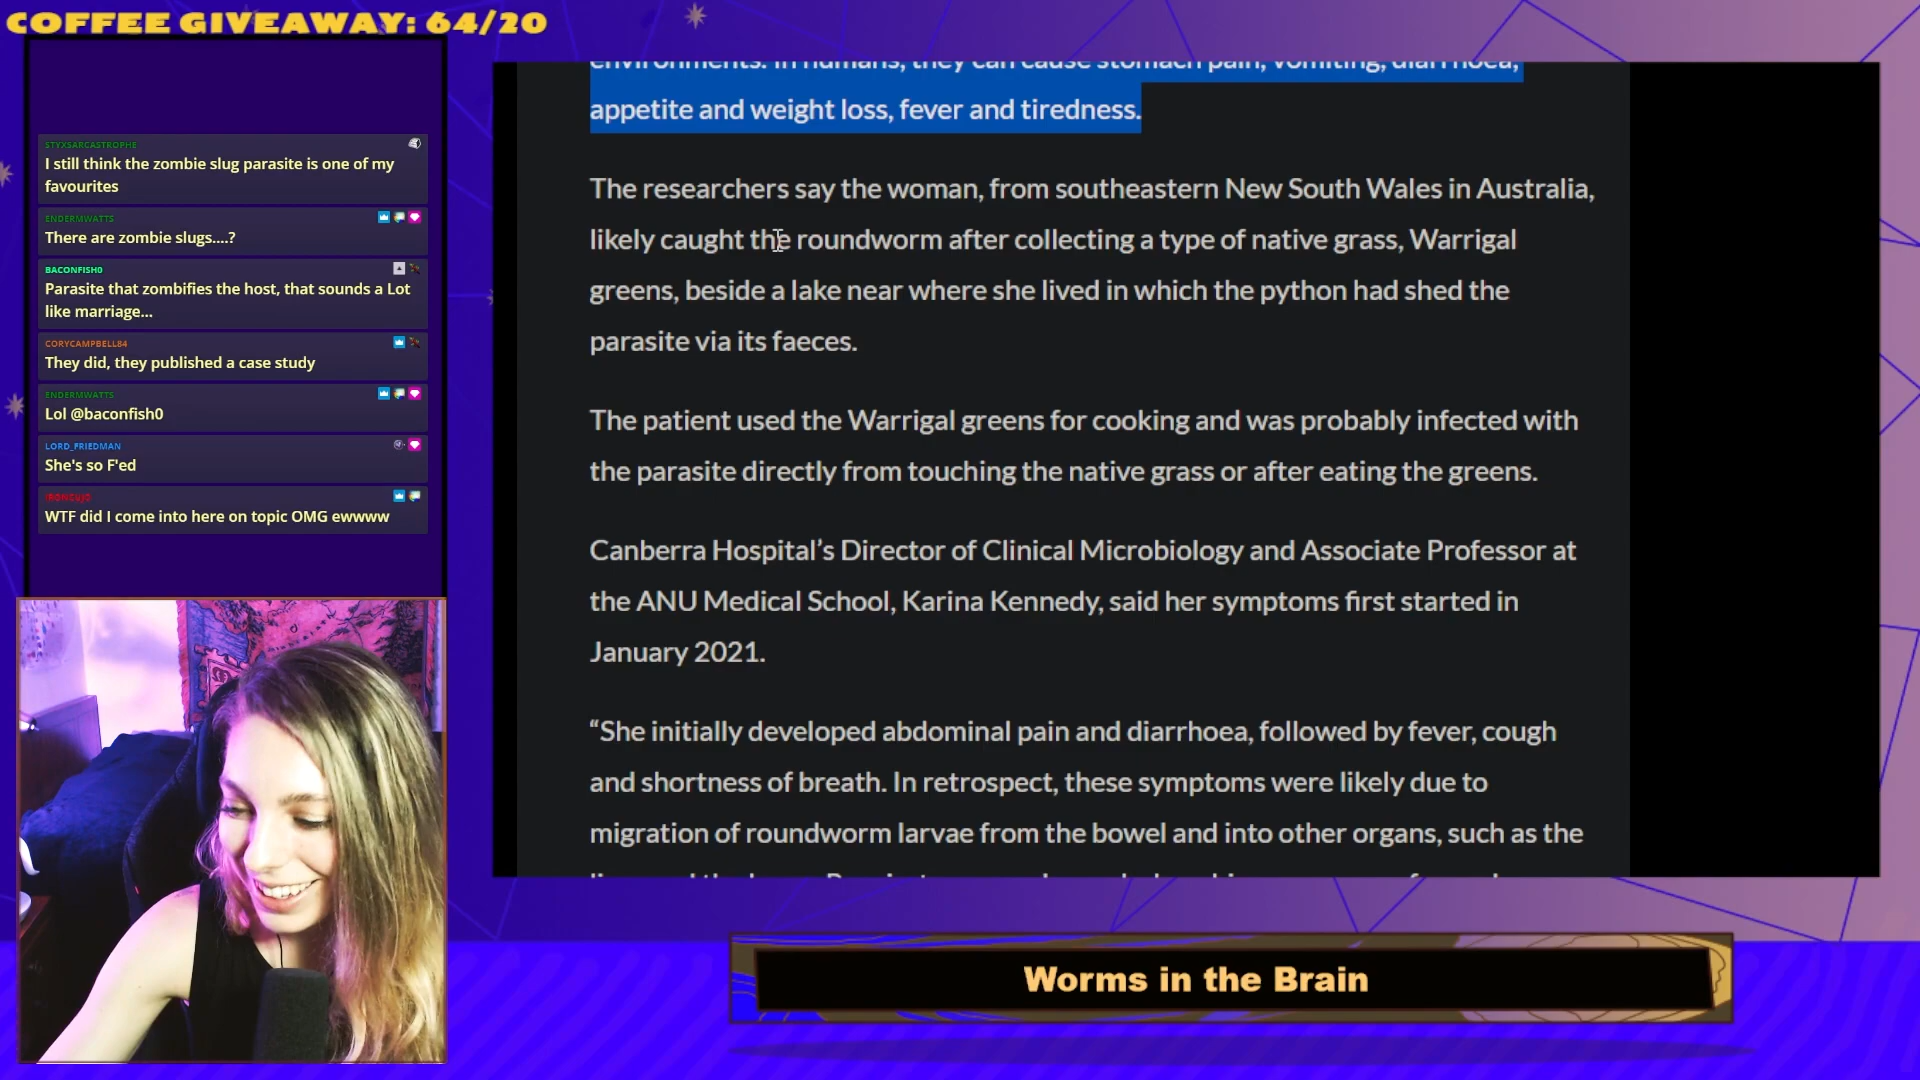 COFFEE GIVEAWAY: 64/20
STYXSARCASTROPHE
I still think the zombie slug parasite is one of my
favourites
ENDERMWATTS
There are zombie slugs....?
BACONFISH0
Parasite that zombifies the host, that sounds a Lot
like marriage...
CORYCAMPBELL84
They did, they published a case study
ENDERMWATTS
Lol @baconfish0
LORD_FRIEDMAN
She's so F'ed
WTF did I come into here on topic OMG ewwww
environments. In humans, they can cause stomach pain, vomiting, diarrhoea,
appetite and weight loss, fever and tiredness.
The researchers say the woman, from southeastern New South Wales in Australia,
likely caught the roundworm after collecting a type of native grass, Warrigal
greens, beside a lake near where she lived in which the python had shed the
parasite via its faeces.
The patient used the Warrigal greens for cooking and was probably infected with
the parasite directly from touching the native grass or after eating the greens.
Canberra Hospital’s Director of Clinical Microbiology and Associate Professor at
the ANU Medical School, Karina Kennedy, said her symptoms first started in
January 2021.
“She initially developed abdominal pain and diarrhoea, followed by fever, cough
and shortness of breath. In retrospect, these symptoms were likely due to
migration of roundworm larvae from the bowel and into other organs, such as the
Worms in the Brain